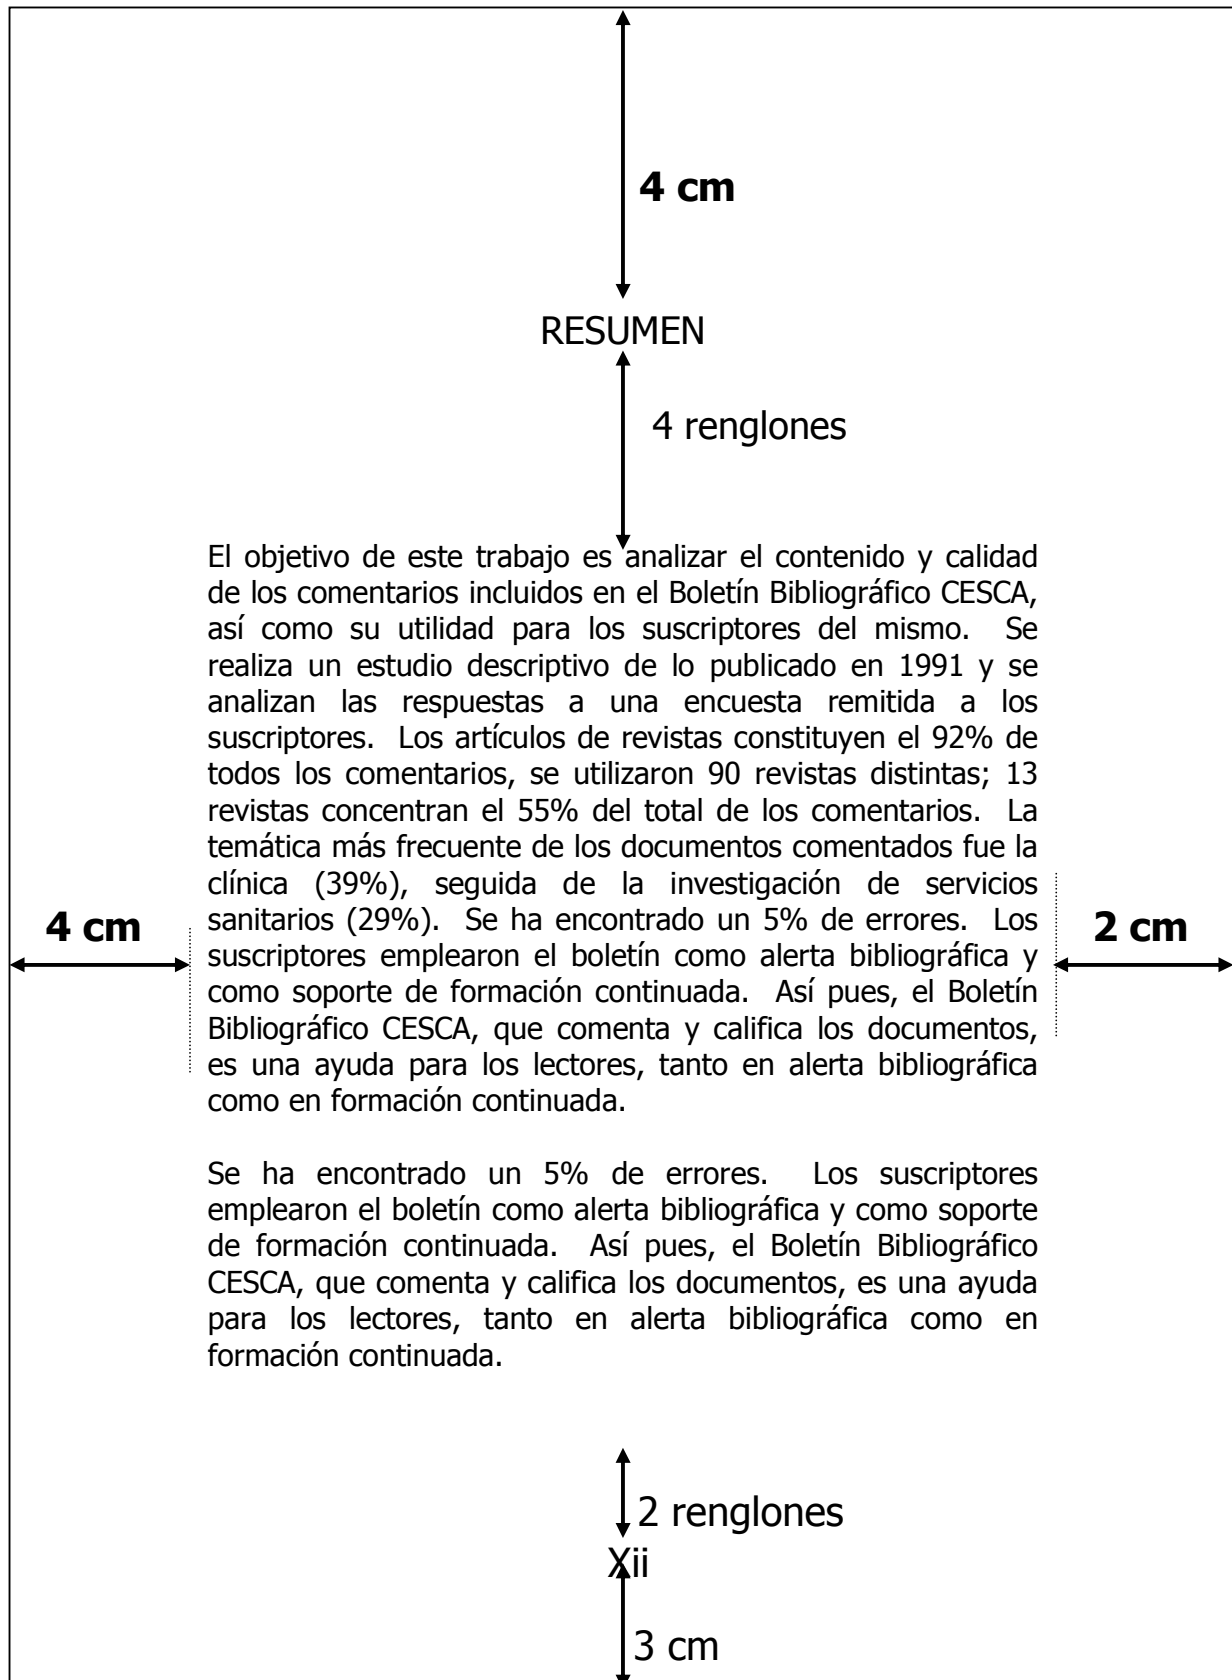 4 cm
RESUMEN
4 renglones
El objetivo de este trabajo es analizar el contenido y calidad
de los comentarios incluidos en el Boletín Bibliográfico CESCA,
así como su utilidad para los suscriptores del mismo. Se
realiza un estudio descriptivo de lo publicado en 1991 y se
analizan las respuestas a una encuesta remitida a los
suscriptores. Los artículos de revistas constituyen el 92% de
todos los comentarios, se utilizaron 90 revistas distintas; 13
revistas concentran el 55% del total de los comentarios. La
temática más frecuente de los documentos comentados fue la
clínica (39%), seguida de la investigación de servicios
sanitarios (29%). Se ha encontrado un 5% de errores. Los
suscriptores emplearon el boletín como alerta bibliográfica y
como soporte de formación continuada. Así pues, el Boletín
Bibliográfico CESCA, que comenta y califica los documentos,
es una ayuda para los lectores, tanto en alerta bibliográfica
como en formación continuada.
4 cm
2 cm
Se ha encontrado un 5% de errores. Los suscriptores
emplearon el boletín como alerta bibliográfica y como soporte
de formación continuada. Así pues, el Boletín Bibliográfico
CESCA, que comenta y califica los documentos, es una ayuda
para los lectores, tanto en alerta bibliográfica como en
formación continuada.
2 renglones
Xii
3 cm